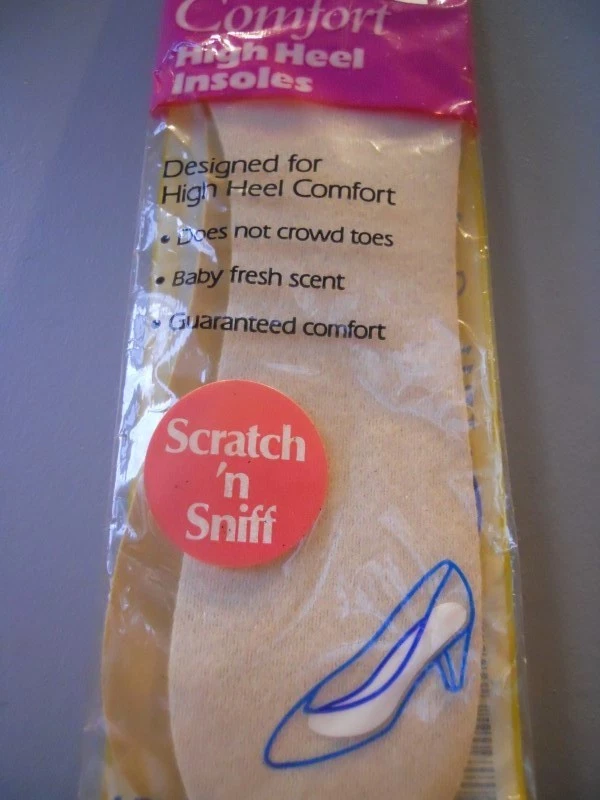 Comfort
High Heel
Insoles
Designed for
High Heel Comfort
• Does not crowd toes
• Baby fresh scent
• Guaranteed comfort
Scratch
'n
Sniff